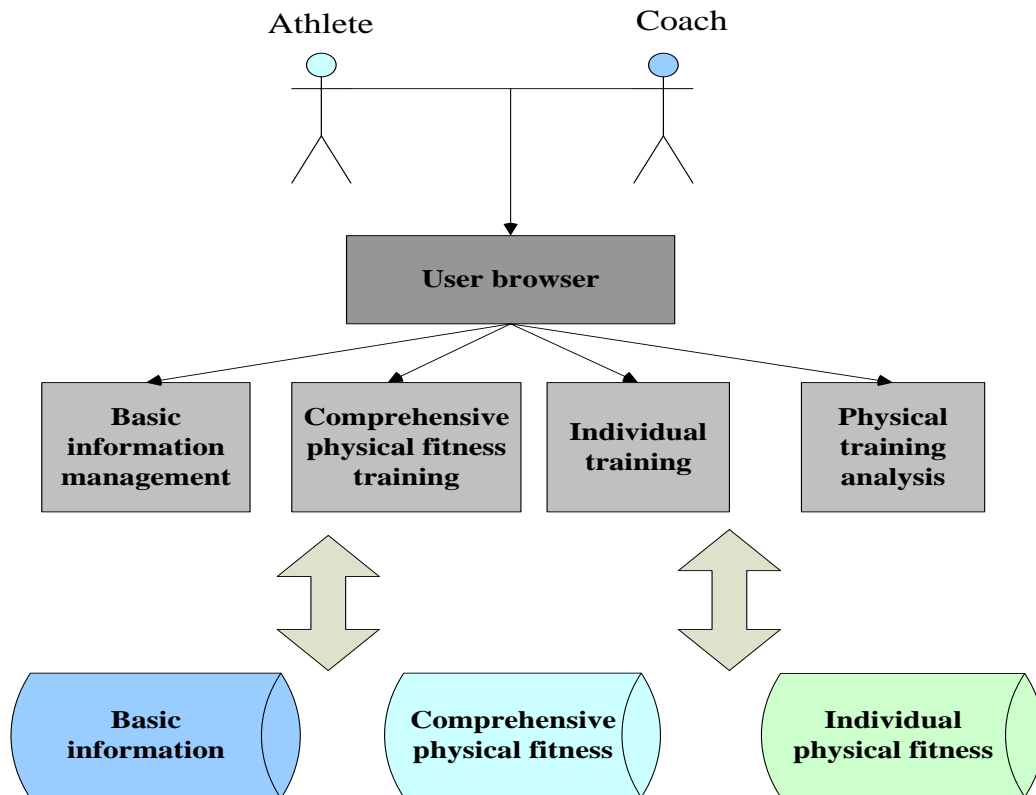 Athlete
Coach
User browser
Basic
information
management
Comprehensive
physical fitness
training
Individual
training
Physical
training
analysis
Basic
information
Comprehensive
physical fitness
Individual
physical fitness